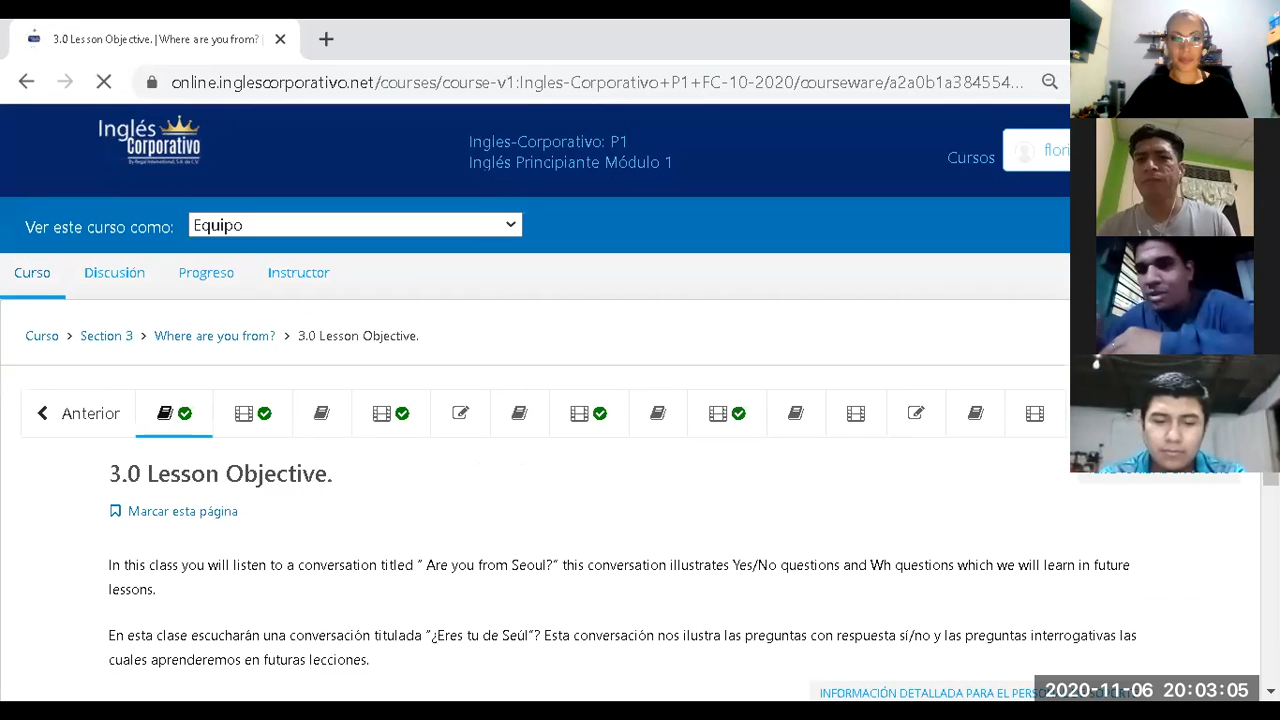 3.0 Lesson Objective. | Where are you from? |
online.inglescorporativo.net/courses/course-v1:Ingles-Corporativo+P1+FC-10-2020/courseware/a2a0b1a384554...
Inglés
Corporativo
By Regal International, S.A. de C.V.
Ingles-Corporativo: P1
Inglés Principiante Módulo 1
Cursos
flori
Ver este curso como:
Equipo
Curso
Discusión
Progreso
Instructor
Curso > Section 3 > Where are you from? > 3.0 Lesson Objective.
Anterior
3.0 Lesson Objective.
Marcar esta página
In this class you will listen to a conversation titled " Are you from Seoul?" this conversation illustrates Yes/No questions and Wh questions which we will learn in future
lessons.
En esta clase escucharán una conversación titulada "¿Eres tu de Seúl"? Esta conversación nos ilustra las preguntas con respuesta sí/no y las preguntas interrogativas las
cuales aprenderemos en futuras lecciones.
INFORMACIÓN DETALLADA PARA EL PERS
2020-11-06 20:03:05